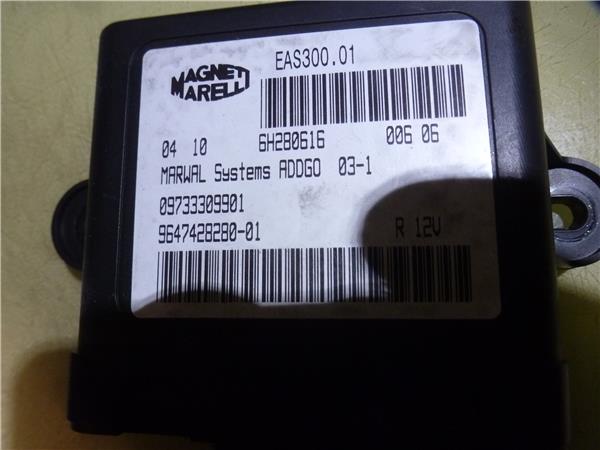 MAGNETI
MARELLI
EAS300.01
04 10 6H280616 006 06
MARWAL Systems ADDGO 03-1
09733309901
9647428280-01 R 12V